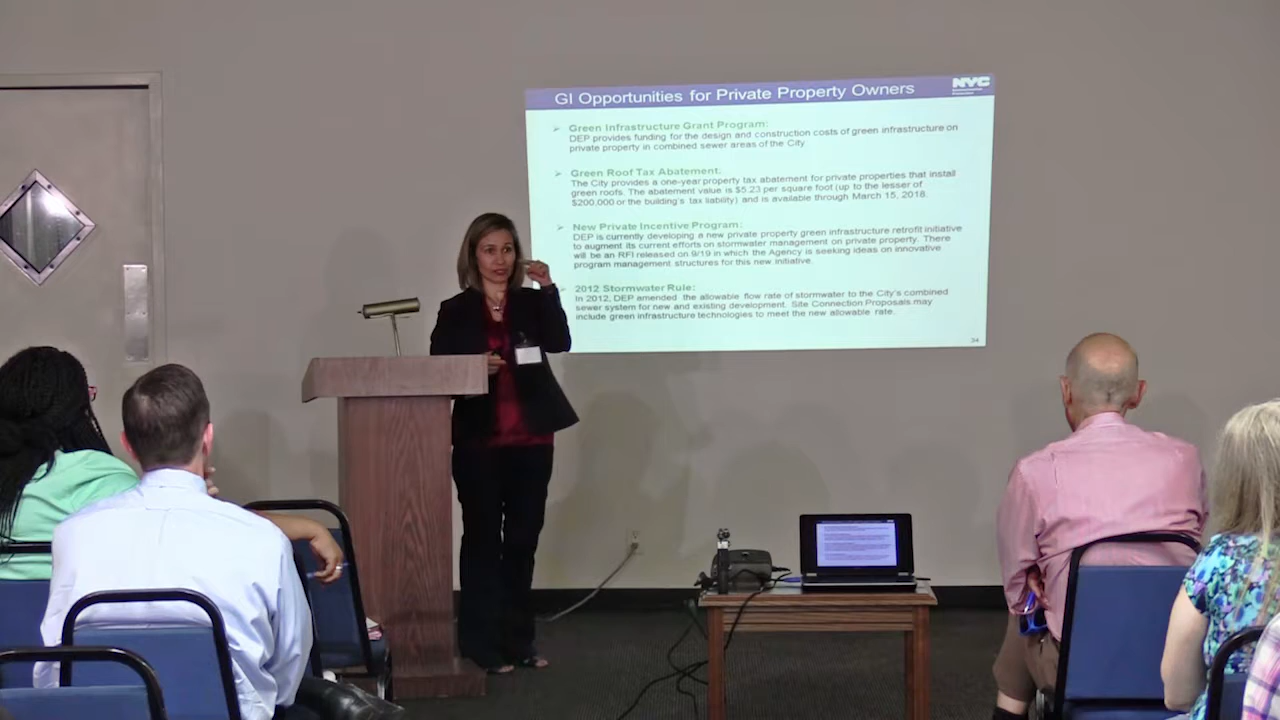 GI Opportunities for Private Property Owners
NYC
Environmental
Protection
➢ Green Infrastructure Grant Program:
DEP provides funding for the design and construction costs of green infrastructure on
private property in combined sewer areas of the City
➢ Green Roof Tax Abatement:
The City provides a one-year property tax abatement for private properties that install
green roofs. The abatement value is $5.23 per square foot (up to the lesser of
$200,000 or the building's tax liability) and is available through March 15, 2018.
➢ New Private Incentive Program:
DEP is currently developing a new private property green infrastructure retrofit initiative
to augment its current efforts on stormwater management on private property. There
will be an RFI released on 9/19 in which the Agency is seeking ideas on innovative
program management structures for this new initiative.
2012 Stormwater Rule:
In 2012, DEP amended the allowable flow rate of stormwater to the City's combined
sewer system for new and existing development. Site Connection Proposals may
include green infrastructure technologies to meet the new allowable rate.
34